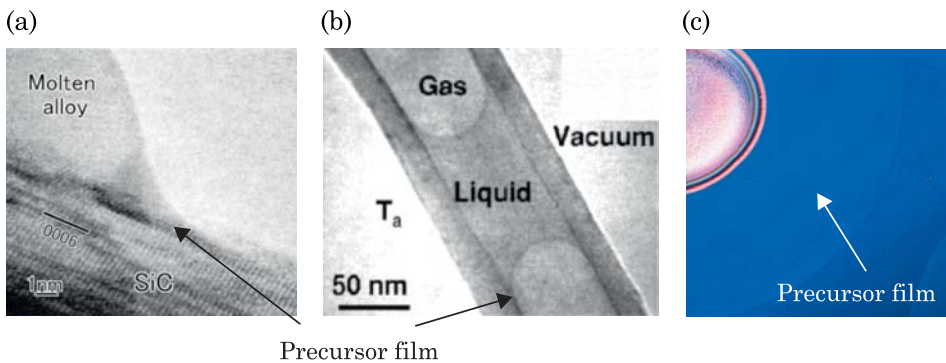 (a)
(b)
(c)
Molten
alloy
0006
1nm
SiC
Gas
Vacuum
Liquid
Ta
50 nm
Precursor film
Precursor film